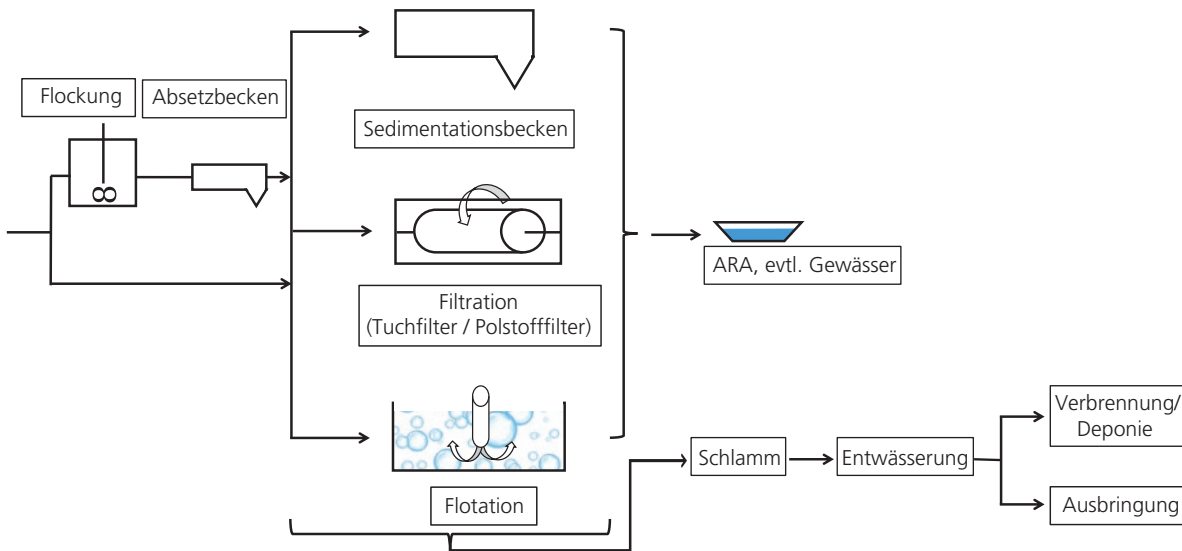 Flockung
Absetzbecken
Sedimentationsbecken
Filtration
(Tuchfilter / Polstofffilter)
ARA, evtl. Gewässer
Flotation
Schlamm
Entwässerung
Verbrennung/
Deponie
Ausbringung